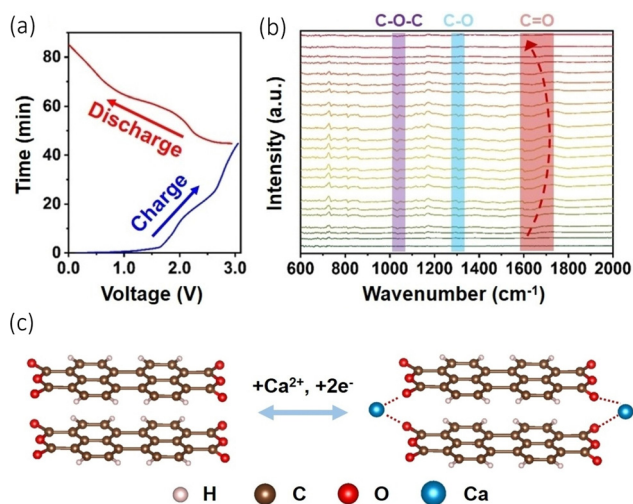 (a)
80
60
40
20
0
Time (min)
Discharge
Charge
0.0 1.0 2.0 3.0
Voltage (V)
(b)
C-O-C C-O C=O
Intensity (a.u.)
600 800 1000 1200 1400 1600 1800 2000
Wavenumber (cm⁻¹)
(c)
+Ca²⁺, +2e⁻
H C O Ca